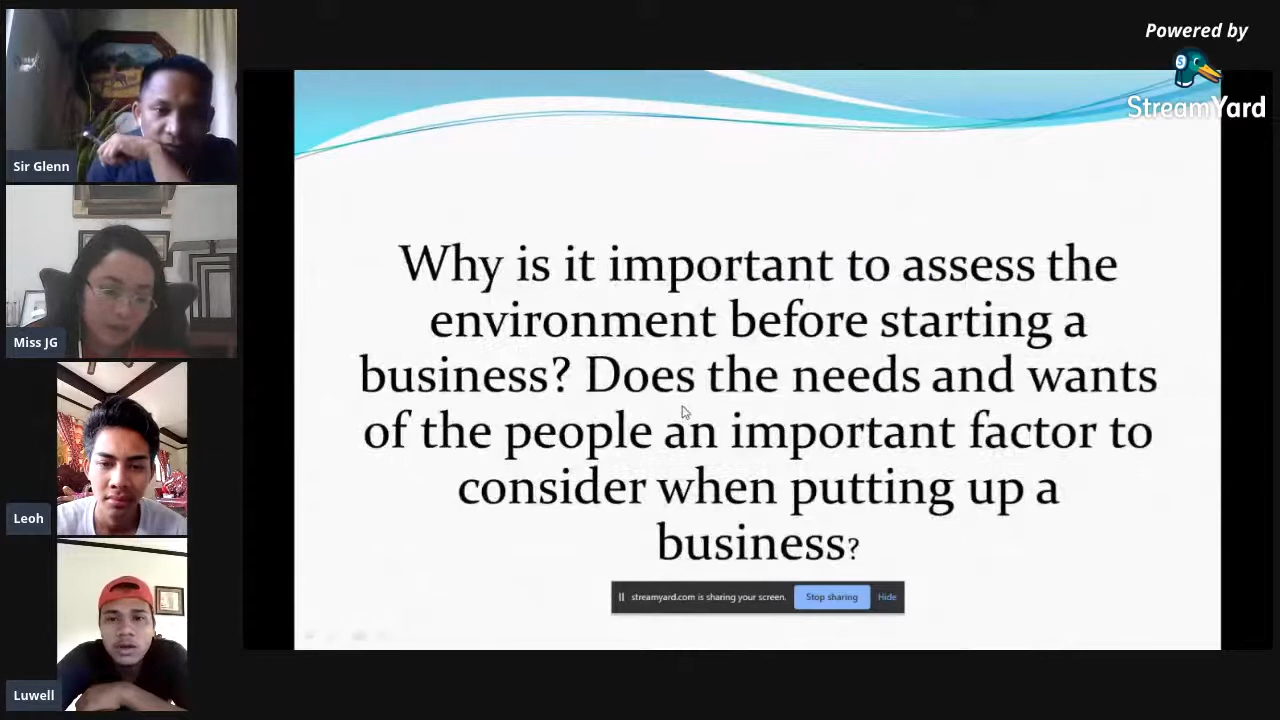 Powered by
StreamYard
Sir Glenn
Miss JG
Leoh
Luwell
Why is it important to assess the
environment before starting a
business? Does the needs and wants
of the people an important factor to
consider when putting up a
business?
streamyard.com is sharing your screen.
Stop sharing
Hide